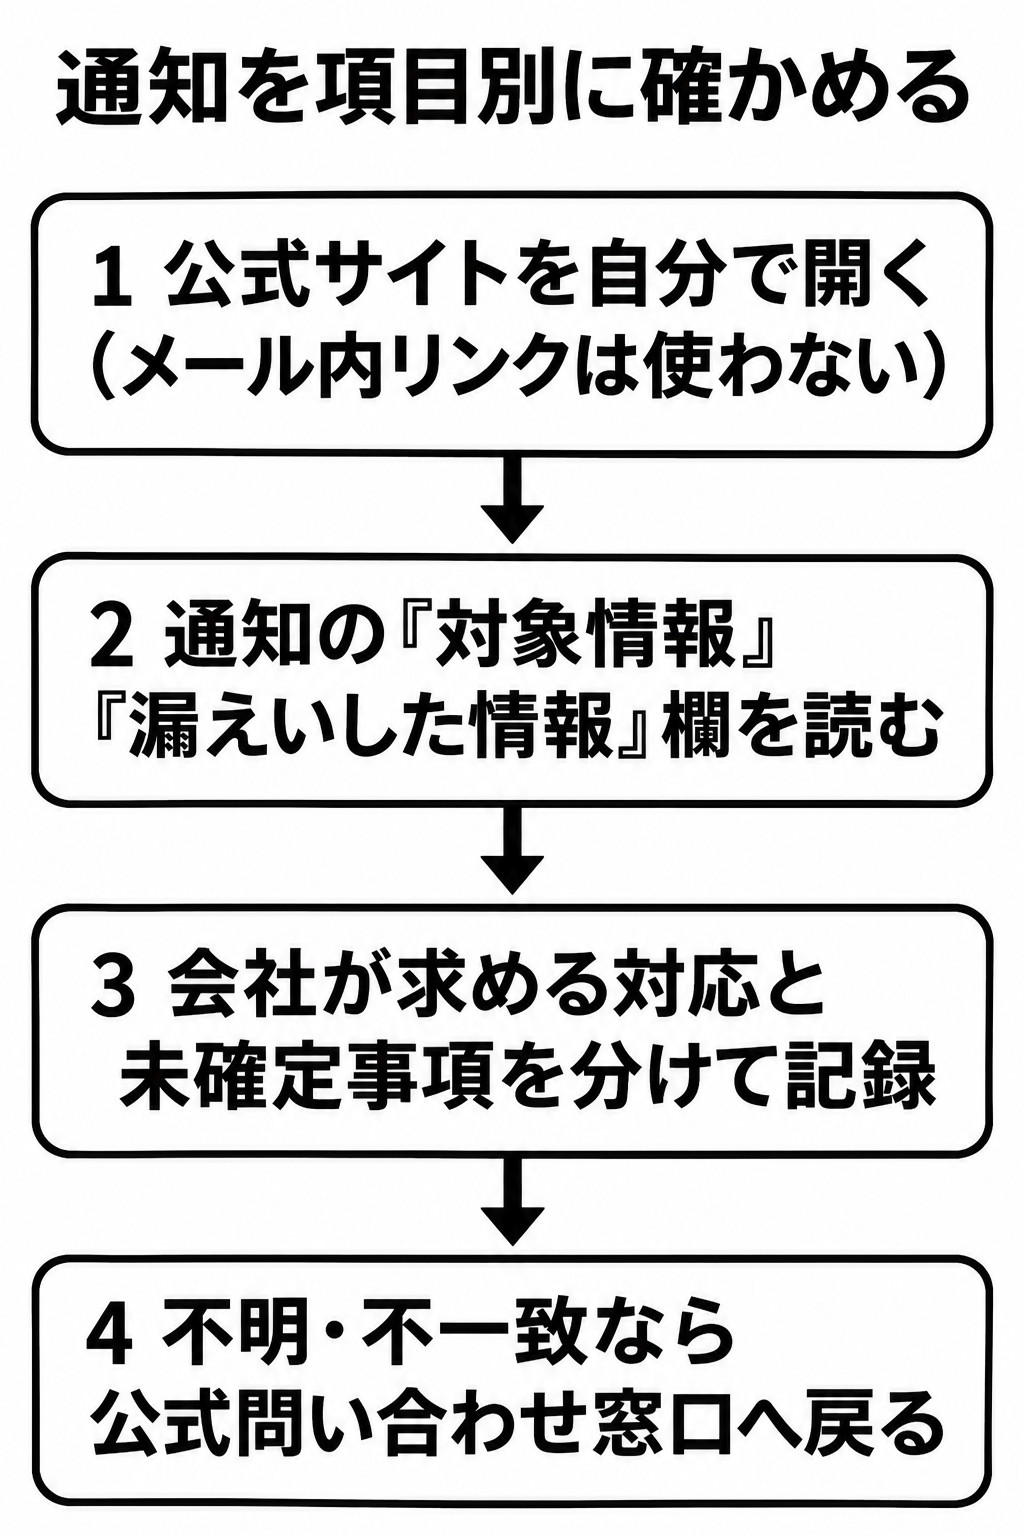 通知を項目別に確かめる
1 公式サイトを自分で開く
（メール内リンクは使わない）
2 通知の『対象情報』
『漏えいした情報』欄を読む
3 会社が求める対応と
未確定事項を分けて記録
4 不明・不一致なら
公式問い合わせ窓口へ戻る